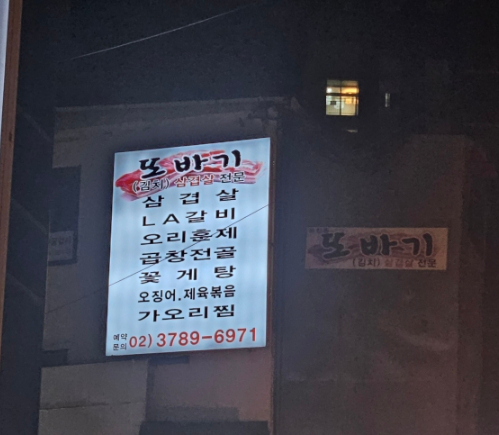 또바기
(김치) 삼겹살 전문
삼겹살
LA갈비
오리훈제
곱창전골
꽃게탕
오징어.제육볶음
가오리찜
예약
문의 02) 3789-6971
또바기
(김치) 삼겹살 전문